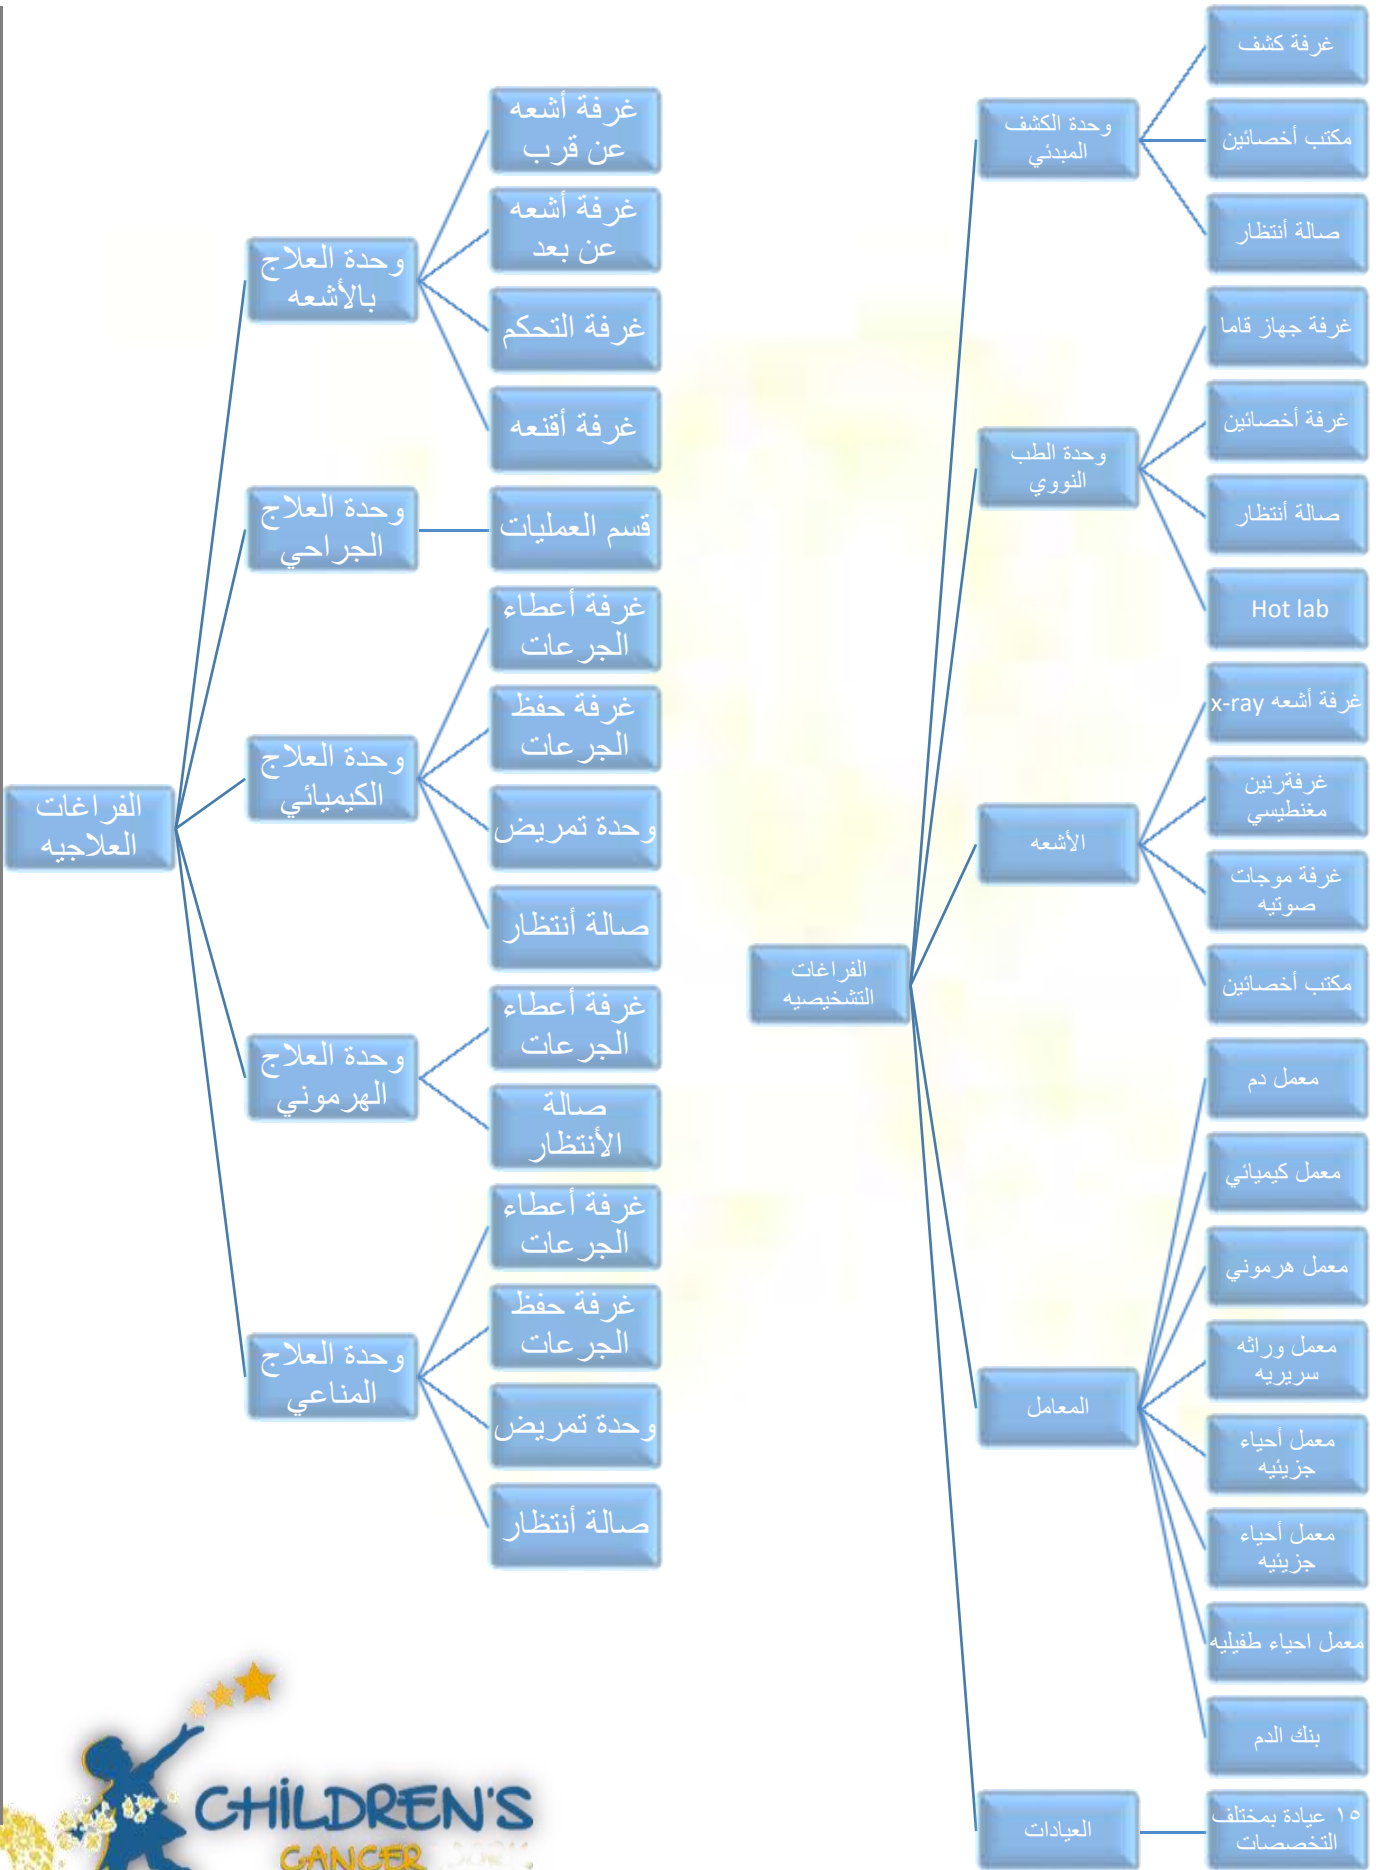 الفراغات
التشخيصيه
وحدة الكشف
المبدئي
غرفة كشف
مكتب أخصائين
صالة أنتظار
وحدة الطب
النووي
غرفة جهاز قاما
غرفة أخصائين
صالة أنتظار
Hot lab
الأشعه
غرفة أشعه x-ray
غرفةرنين
مغنطيسي
غرفة موجات
صوتيه
مكتب أخصائين
المعامل
معمل دم
معمل كيميائي
معمل هرموني
معمل وراثه
سريريه
معمل أحياء
جزيئيه
معمل أحياء
جزيئيه
معمل احياء طفيليه
بنك الدم
العيادات
١٥ عيادة بمختلف
التخصصات
الفراغات
العلاجيه
وحدة العلاج
بالأشعه
غرفة أشعه
عن قرب
غرفة أشعه
عن بعد
غرفة التحكم
غرفة أقنعه
وحدة العلاج
الجراحي
قسم العمليات
وحدة العلاج
الكيميائي
غرفة أعطاء
الجرعات
غرفة حفظ
الجرعات
وحدة تمريض
صالة أنتظار
وحدة العلاج
الهرموني
غرفة أعطاء
الجرعات
صالة
الأنتظار
وحدة العلاج
المناعي
غرفة أعطاء
الجرعات
غرفة حفظ
الجرعات
وحدة تمريض
صالة أنتظار
CHiLDREN'S
CANCER